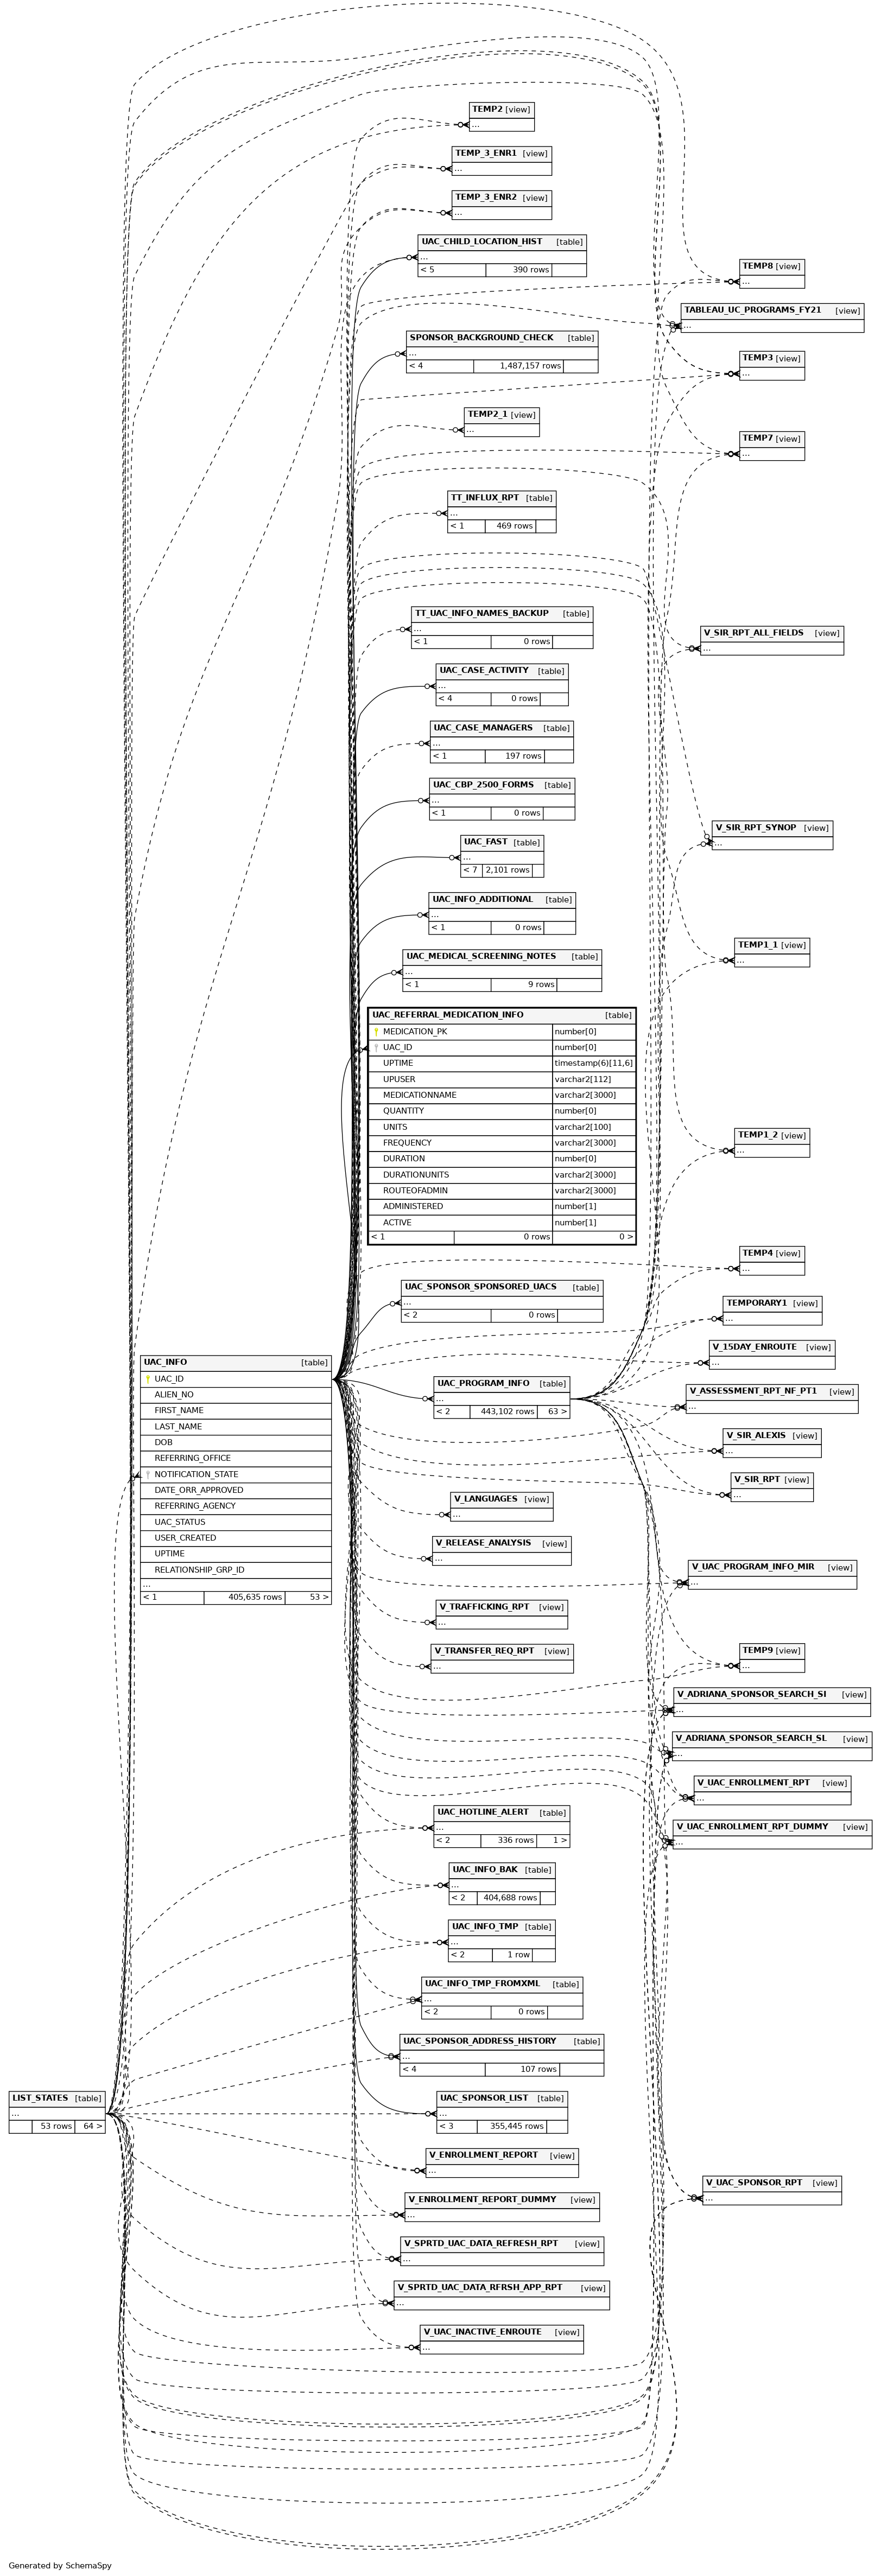 TEMP2 [view]
...
TEMP_3_ENR1 [view]
...
TEMP_3_ENR2 [view]
...
UAC_CHILD_LOCATION_HIST [table]
...
< 5 390 rows
TEMP8 [view]
...
TABLEAU_UC_PROGRAMS_FY21 [view]
...
SPONSOR_BACKGROUND_CHECK [table]
...
< 4 1,487,157 rows
TEMP3 [view]
...
TEMP2_1 [view]
...
TEMP7 [view]
...
TT_INFLUX_RPT [table]
...
< 1 469 rows
TT_UAC_INFO_NAMES_BACKUP [table]
...
< 1 0 rows
V_SIR_RPT_ALL_FIELDS [view]
...
UAC_CASE_ACTIVITY [table]
...
< 4 0 rows
UAC_CASE_MANAGERS [table]
...
< 1 197 rows
UAC_CBP_2500_FORMS [table]
...
< 1 0 rows
V_SIR_RPT_SYNOP [view]
...
UAC_FAST [table]
...
< 7 2,101 rows
UAC_INFO_ADDITIONAL [table]
...
< 1 0 rows
TEMP1_1 [view]
...
UAC_MEDICAL_SCREENING_NOTES [table]
...
< 1 9 rows
UAC_REFERRAL_MEDICATION_INFO [table]
MEDICATION_PK number[0]
UAC_ID number[0]
UPTIME timestamp(6)[11,6]
UPUSER varchar2[112]
MEDICATIONNAME varchar2[3000]
QUANTITY number[0]
UNITS varchar2[100]
FREQUENCY varchar2[3000]
DURATION number[0]
DURATIONUNITS varchar2[3000]
ROUTEOFADMIN varchar2[3000]
ADMINISTERED number[1]
ACTIVE number[1]
< 1 0 rows 0 >
TEMP1_2 [view]
...
TEMP4 [view]
...
UAC_SPONSOR_SPONSORED_UACS [table]
...
< 2 0 rows
TEMPORARY1 [view]
...
V_15DAY_ENROUTE [view]
...
UAC_INFO [table]
UAC_ID
ALIEN_NO
FIRST_NAME
LAST_NAME
DOB
REFERRING_OFFICE
NOTIFICATION_STATE
DATE_ORR_APPROVED
REFERRING_AGENCY
UAC_STATUS
USER_CREATED
UPTIME
RELATIONSHIP_GRP_ID
...
< 1 405,635 rows 53 >
UAC_PROGRAM_INFO [table]
...
< 2 443,102 rows 63 >
V_ASSESSMENT_RPT_NF_PT1 [view]
...
V_SIR_ALEXIS [view]
...
V_SIR_RPT [view]
...
V_LANGUAGES [view]
...
V_RELEASE_ANALYSIS [view]
...
V_UAC_PROGRAM_INFO_MIR [view]
...
V_TRAFFICKING_RPT [view]
...
V_TRANSFER_REQ_RPT [view]
...
TEMP9 [view]
...
V_ADRIANA_SPONSOR_SEARCH_SI [view]
...
V_ADRIANA_SPONSOR_SEARCH_SL [view]
...
V_UAC_ENROLLMENT_RPT [view]
...
UAC_HOTLINE_ALERT [table]
...
< 2 336 rows 1 >
V_UAC_ENROLLMENT_RPT_DUMMY [view]
...
UAC_INFO_BAK [table]
...
< 2 404,688 rows
UAC_INFO_TMP [table]
...
< 2 1 row
UAC_INFO_TMP_FROMXML [table]
...
< 2 0 rows
UAC_SPONSOR_ADDRESS_HISTORY [table]
...
< 4 107 rows
LIST_STATES [table]
...
53 rows 64 >
UAC_SPONSOR_LIST [table]
...
< 3 355,445 rows
V_ENROLLMENT_REPORT [view]
...
V_UAC_SPONSOR_RPT [view]
...
V_ENROLLMENT_REPORT_DUMMY [view]
...
V_SPRTD_UAC_DATA_REFRESH_RPT [view]
...
V_SPRTD_UAC_DATA_RFRSH_APP_RPT [view]
...
V_UAC_INACTIVE_ENROUTE [view]
...
Generated by SchemaSpy